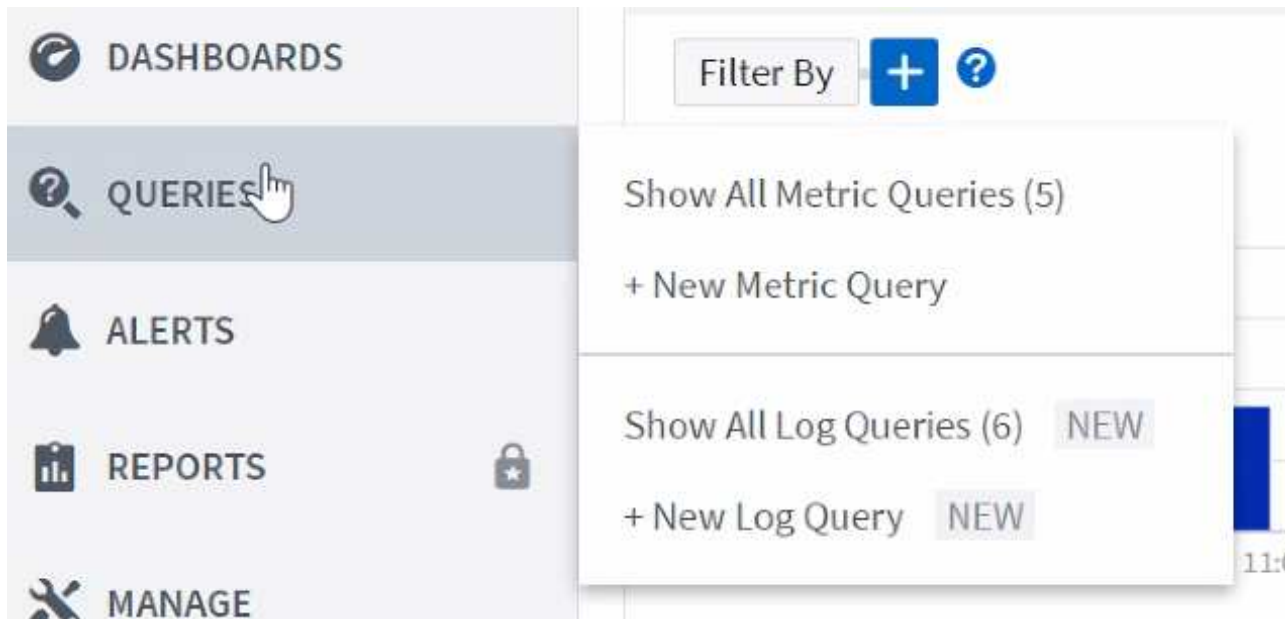 DASHBOARDS
Filter By + ?
QUERIES
Show All Metric Queries (5)
+ New Metric Query
ALERTS
Show All Log Queries (6) NEW
REPORTS
+ New Log Query NEW
MANAGE